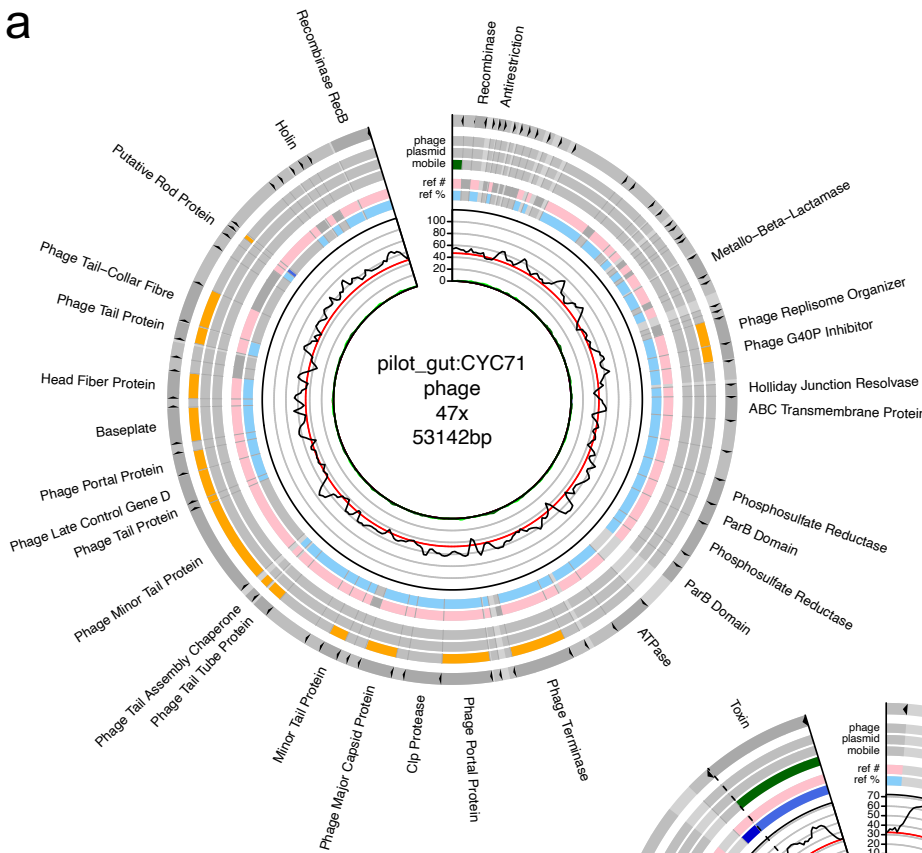 a
Recombinase RecB
Holin
Putative Rod Protein
Phage Tail−Collar Fibre
Phage Tail Protein
Head Fiber Protein
Baseplate
Phage Portal Protein
Phage Late Control Gene D
Phage Tail Protein
Phage Minor Tail Protein
Phage Tail Assembly Chaperone
Phage Tail Tube Protein
Minor Tail Protein
Phage Major Capsid Protein
Clp Protease
Phage Portal Protein
Phage Terminase
ATPase
ParB Domain
Phosphosulfate Reductase
ParB Domain
Phosphosulfate Reductase
ABC Transmembrane Protein
Holliday Junction Resolvase
Phage G40P Inhibitor
Phage Replisome Organizer
Metallo−Beta−Lactamase
Antirestriction
Recombinase
phage
plasmid
mobile
ref #
ref %
100
80
60
40
20
0
pilot_gut:CYC71
phage
47x
53142bp
Toxin
phage
plasmid
mobile
ref #
ref %
70
60
50
40
30
20
10